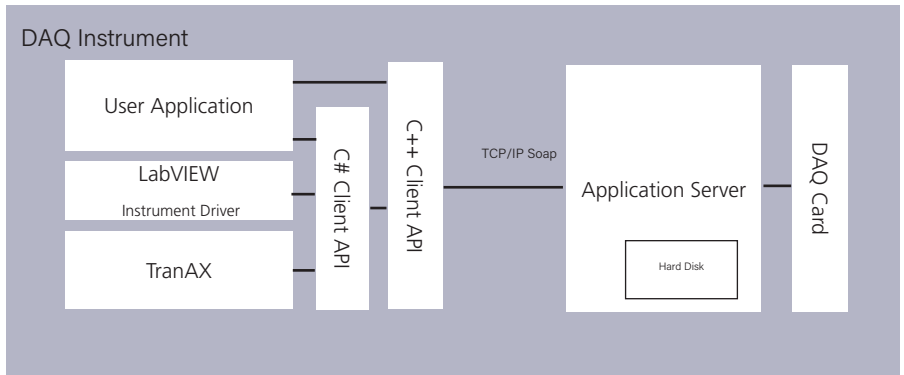 DAQ Instrument
User Application
LabVIEW
Instrument Driver
TranAX
C# Client API
C++ Client API
TCP/IP Soap
Application Server
Hard Disk
DAQ Card